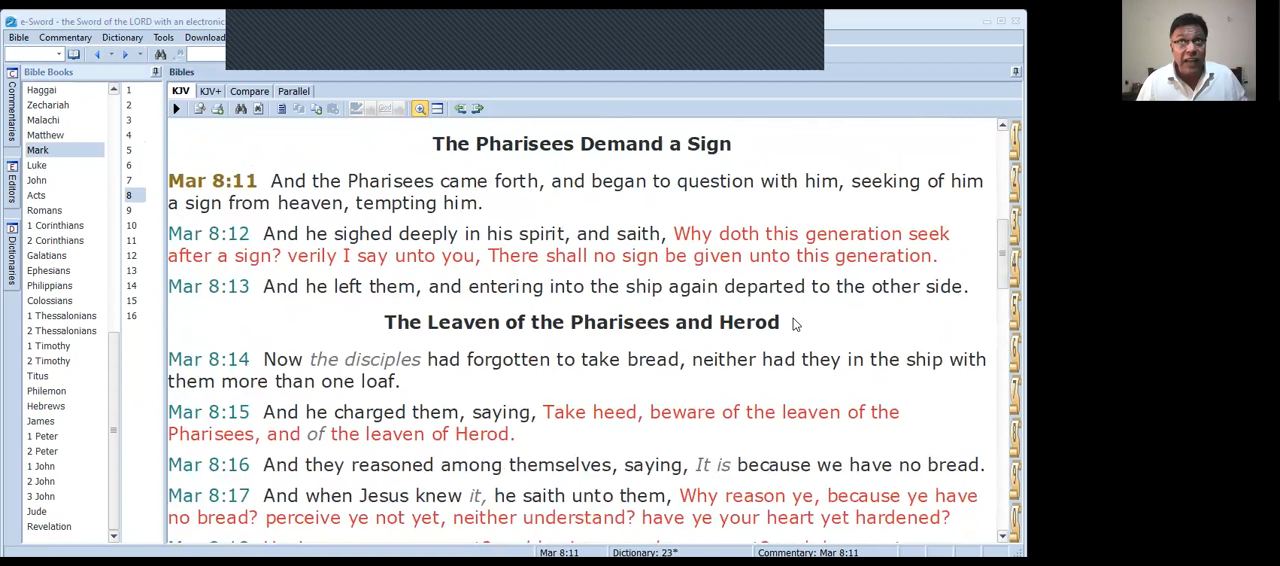 e-Sword - the Sword of the LORD with an electronic
Bible Commentary Dictionary Tools Download
Bible Books
Bibles
KJV KJV+ Compare Parallel
Commentaries
Editors
Dictionaries
Haggai
Zechariah
Malachi
Matthew
Mark
Luke
John
Acts
Romans
1 Corinthians
2 Corinthians
Galatians
Ephesians
Philippians
Colossians
1 Thessalonians
2 Thessalonians
1 Timothy
2 Timothy
Titus
Philemon
Hebrews
James
1 Peter
2 Peter
1 John
2 John
3 John
Jude
Revelation
1
2
3
4
5
6
7
8
9
10
11
12
13
14
15
16
The Pharisees Demand a Sign
Mar 8:11 And the Pharisees came forth, and began to question with him, seeking of him
a sign from heaven, tempting him.
Mar 8:12 And he sighed deeply in his spirit, and saith, Why doth this generation seek
after a sign? verily I say unto you, There shall no sign be given unto this generation.
Mar 8:13 And he left them, and entering into the ship again departed to the other side.
The Leaven of the Pharisees and Herod
Mar 8:14 Now the disciples had forgotten to take bread, neither had they in the ship with
them more than one loaf.
Mar 8:15 And he charged them, saying, Take heed, beware of the leaven of the
Pharisees, and of the leaven of Herod.
Mar 8:16 And they reasoned among themselves, saying, It is because we have no bread.
Mar 8:17 And when Jesus knew it, he saith unto them, Why reason ye, because ye have
no bread? perceive ye not yet, neither understand? have ye your heart yet hardened?
Mar 8:11 Dictionary: 23* Commentary: Mar 8:11